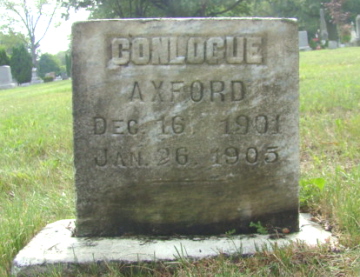 CONLOGUE
AXFORD
DEC. 16 1901
JAN. 26. 1905